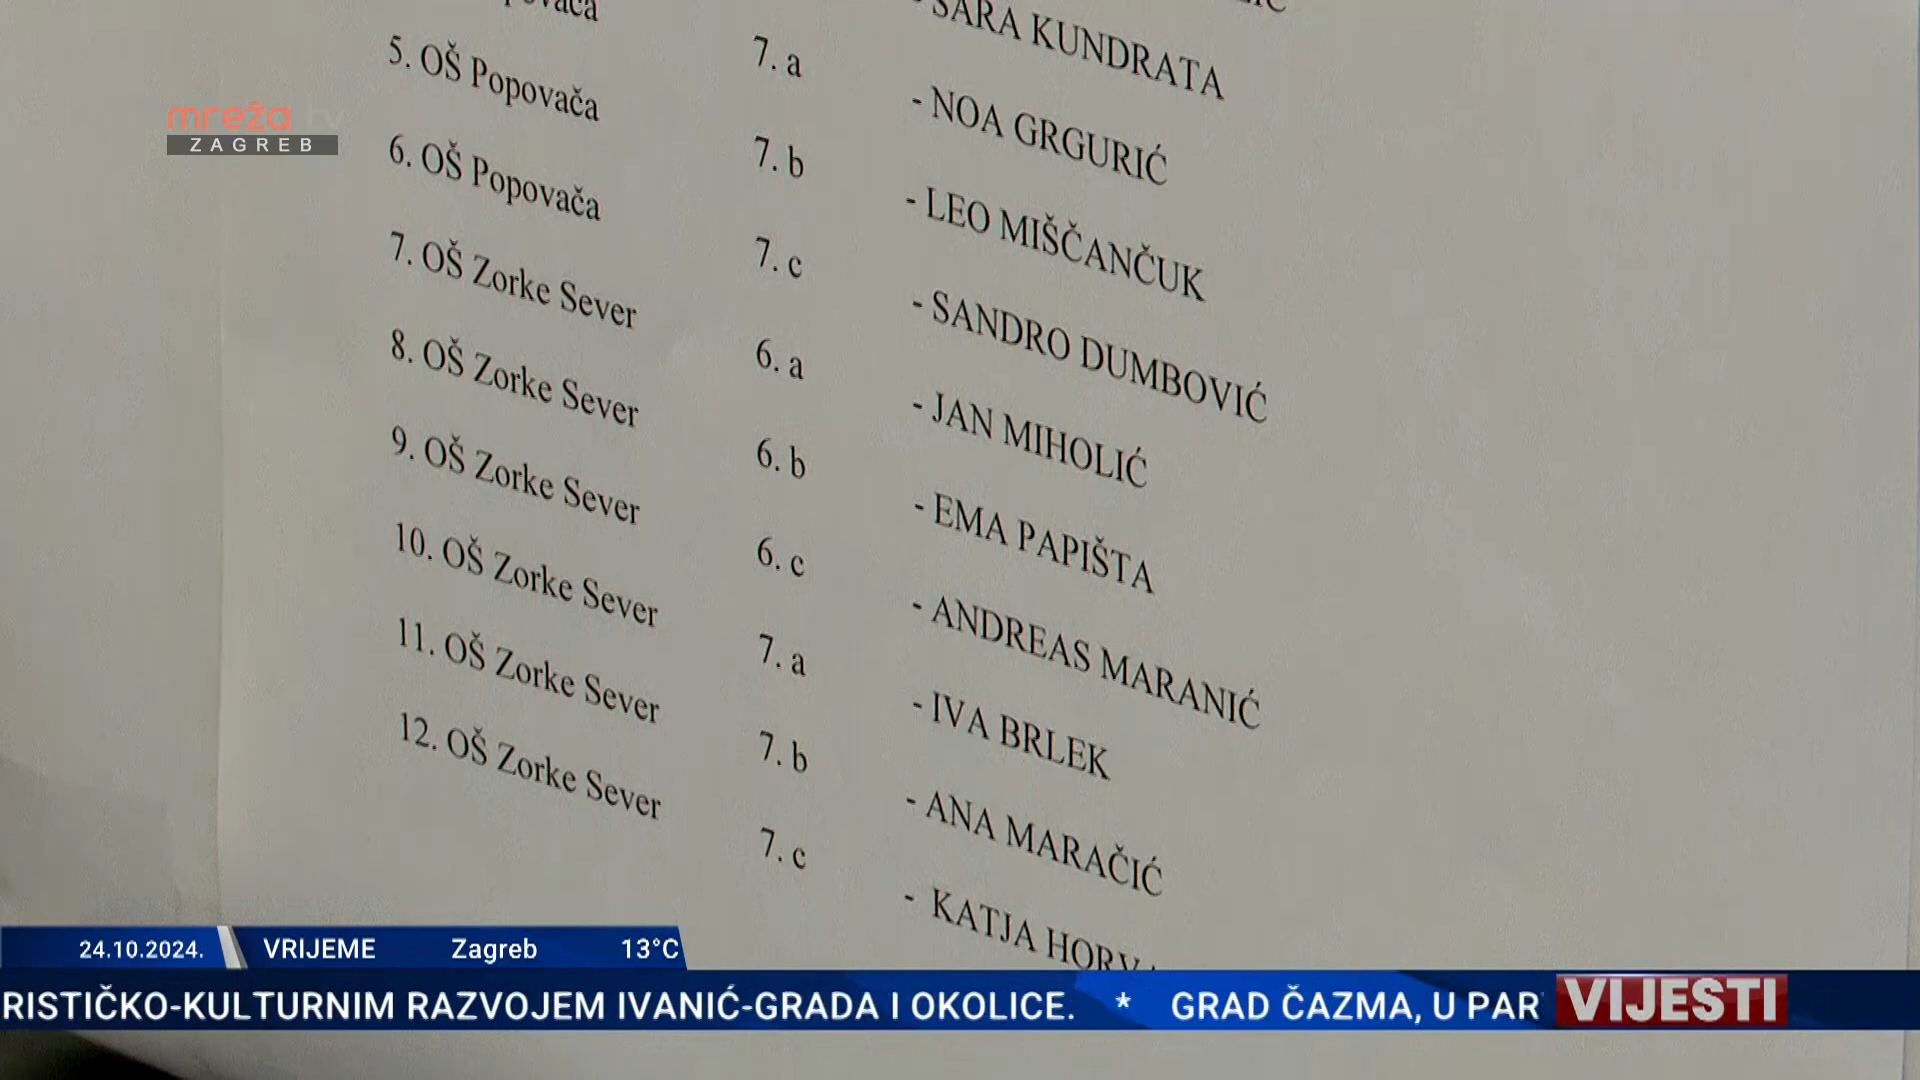 - SARA KUNDRATA
Popovača 7. a - NOA GRGURIĆ
5. OŠ Popovača 7. b - LEO MIŠČANČUK
6. OŠ Popovača 7. c - SANDRO DUMBOVIĆ
7. OŠ Zorke Sever 6. a - JAN MIHOLIĆ
8. OŠ Zorke Sever 6. b - EMA PAPIŠTA
9. OŠ Zorke Sever 6. c - ANDREAS MARANIĆ
10. OŠ Zorke Sever 7. a - IVA BRLEK
11. OŠ Zorke Sever 7. b - ANA MARAČIĆ
12. OŠ Zorke Sever 7. c - KATJA
mreža tv
ZAGREB
24.10.2024. VRIJEME Zagreb 13°C
RISTIČKO-KULTURNIM RAZVOJEM IVANIĆ-GRADA I OKOLICE. * GRAD ČAZMA, U PAR
VIJESTI